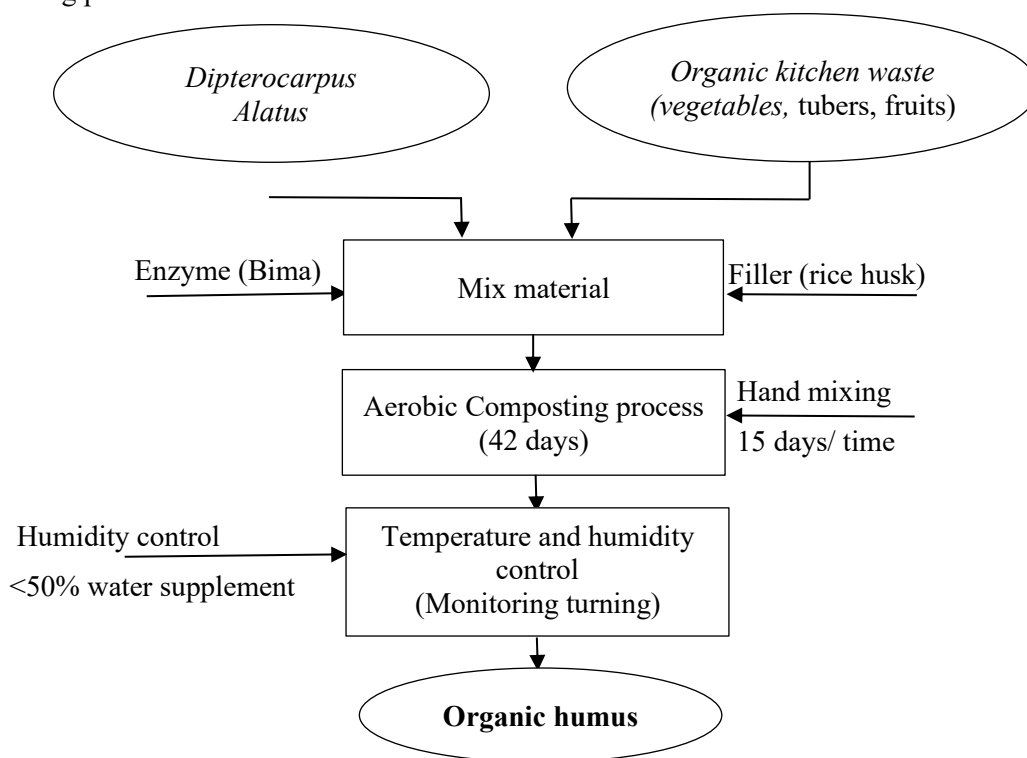 Dipterocarpus
Alatus
Organic kitchen waste
(vegetables, tubers, fruits)
Enzyme (Bima)
Mix material
Filler (rice husk)
Aerobic Composting process
(42 days)
Hand mixing
15 days/ time
Humidity control
<50% water supplement
Temperature and humidity
control
(Monitoring turning)
Organic humus